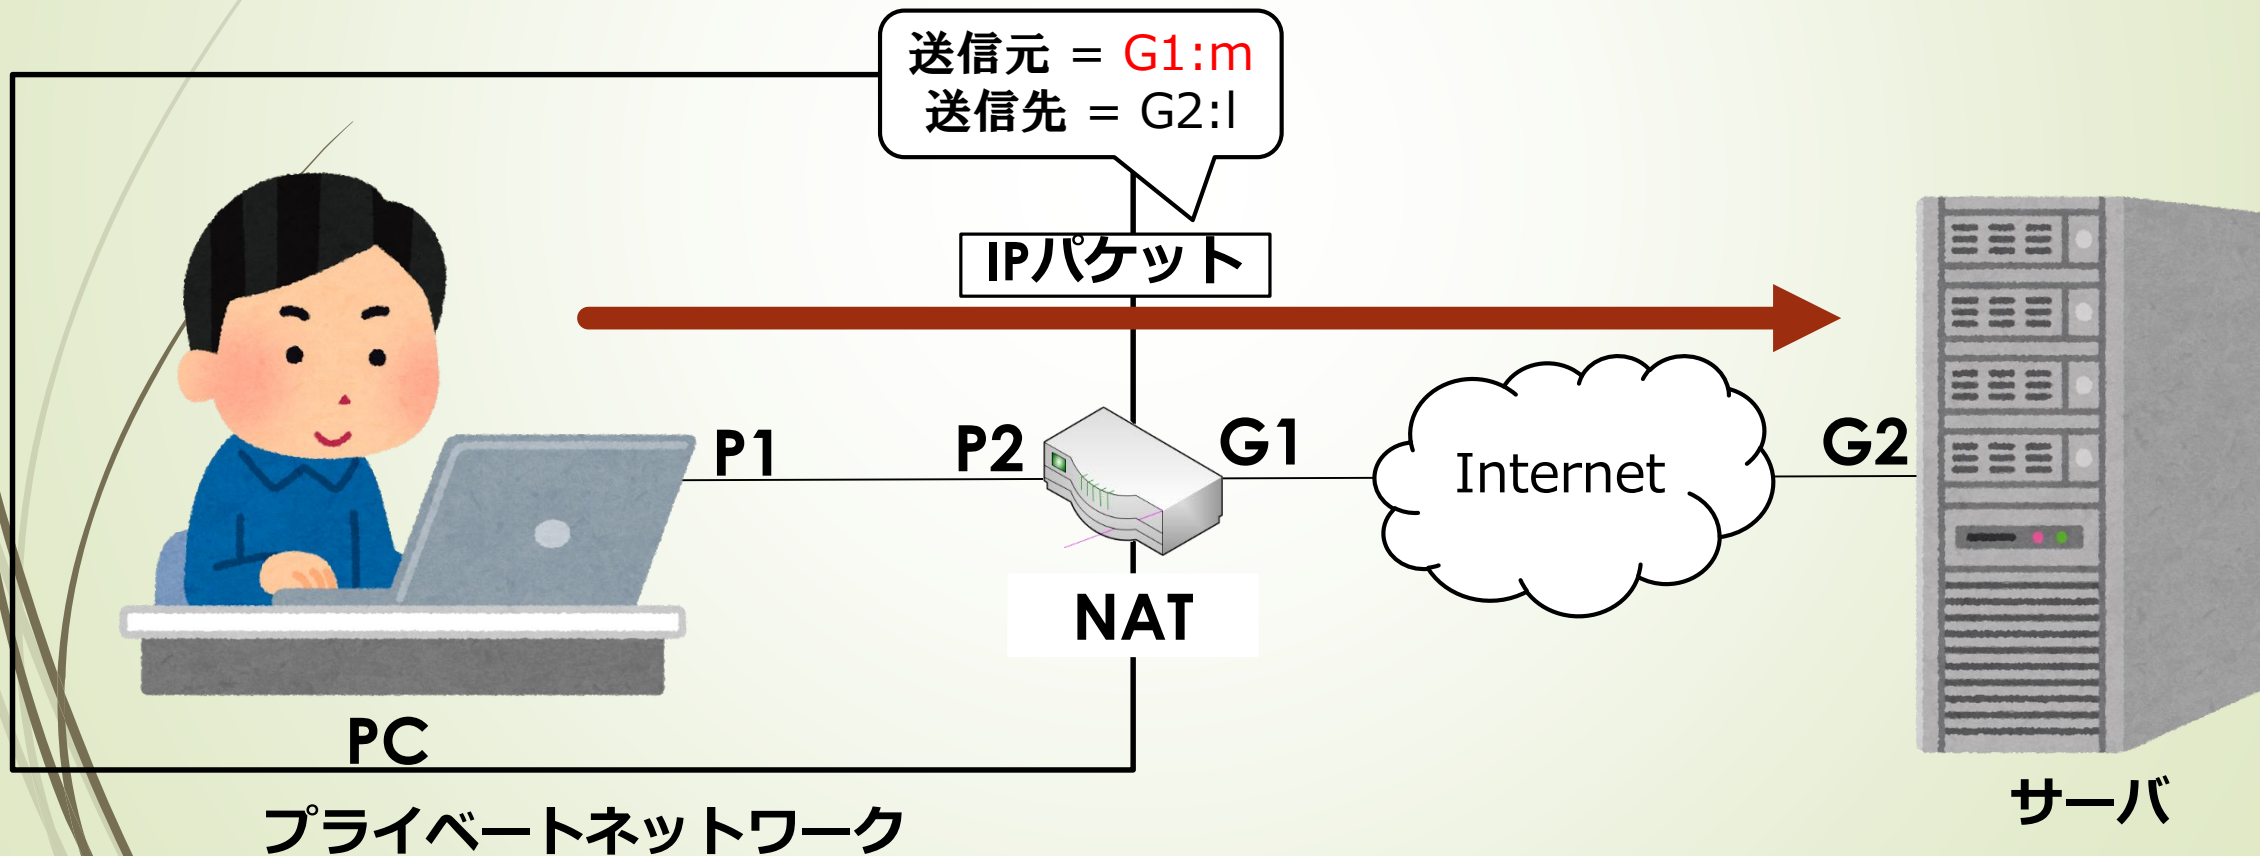 送信元 = G1:m
送信先 = G2:l
IPパケット
P1
P2
G1
Internet
G2
NAT
PC
サーバ
プライベートネットワーク